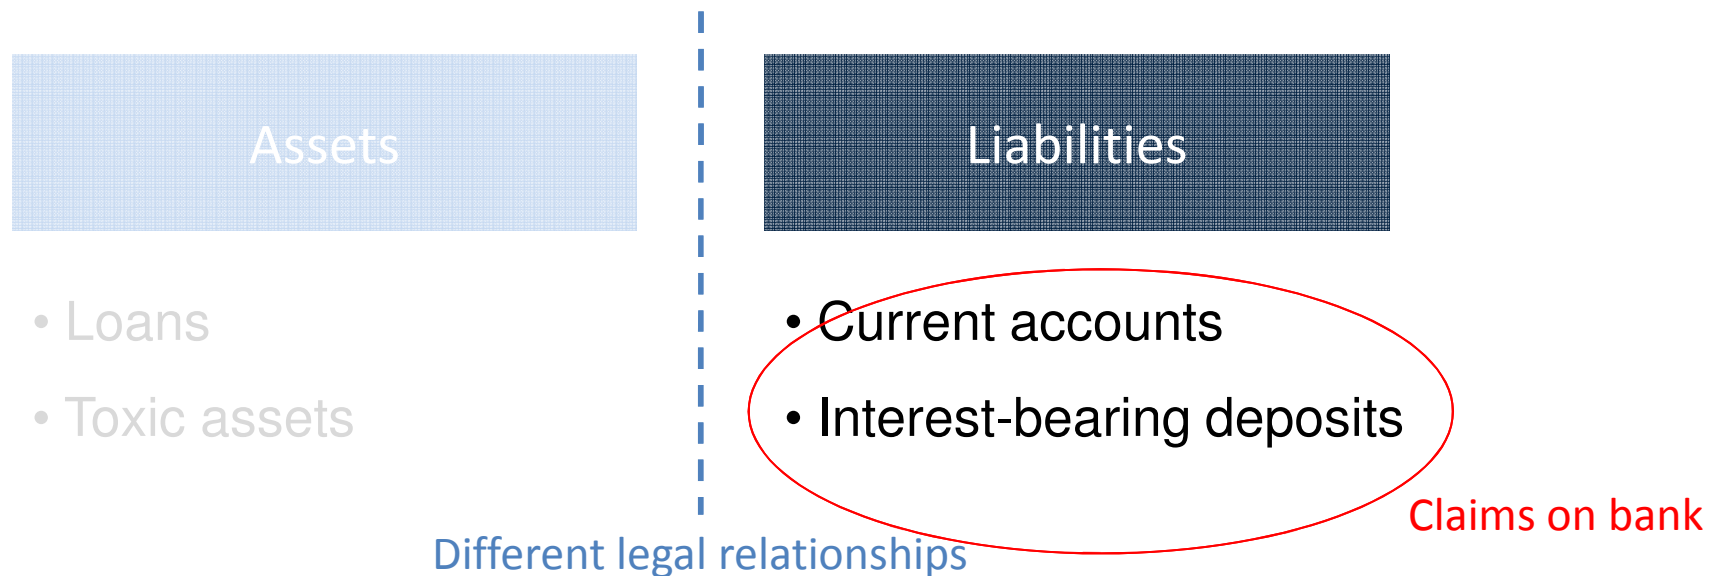 Assets
Liabilities
• Loans
• Current accounts
• Toxic assets
• Interest-bearing deposits
Claims on bank
Different legal relationships